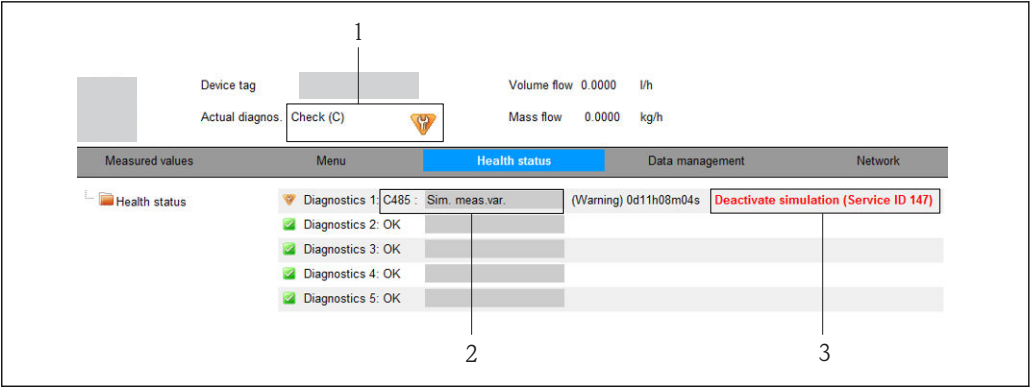 1
Device tag Volume flow 0.0000 l/h
Actual diagnos. Check (C) Mass flow 0.0000 kg/h
Measured values Menu Health status Data management Network
Health status Diagnostics 1: C485 : Sim. meas.var. (Warning) 0d11h08m04s Deactivate simulation (Service ID 147)
Diagnostics 2: OK
Diagnostics 3: OK
Diagnostics 4: OK
Diagnostics 5: OK
2 3